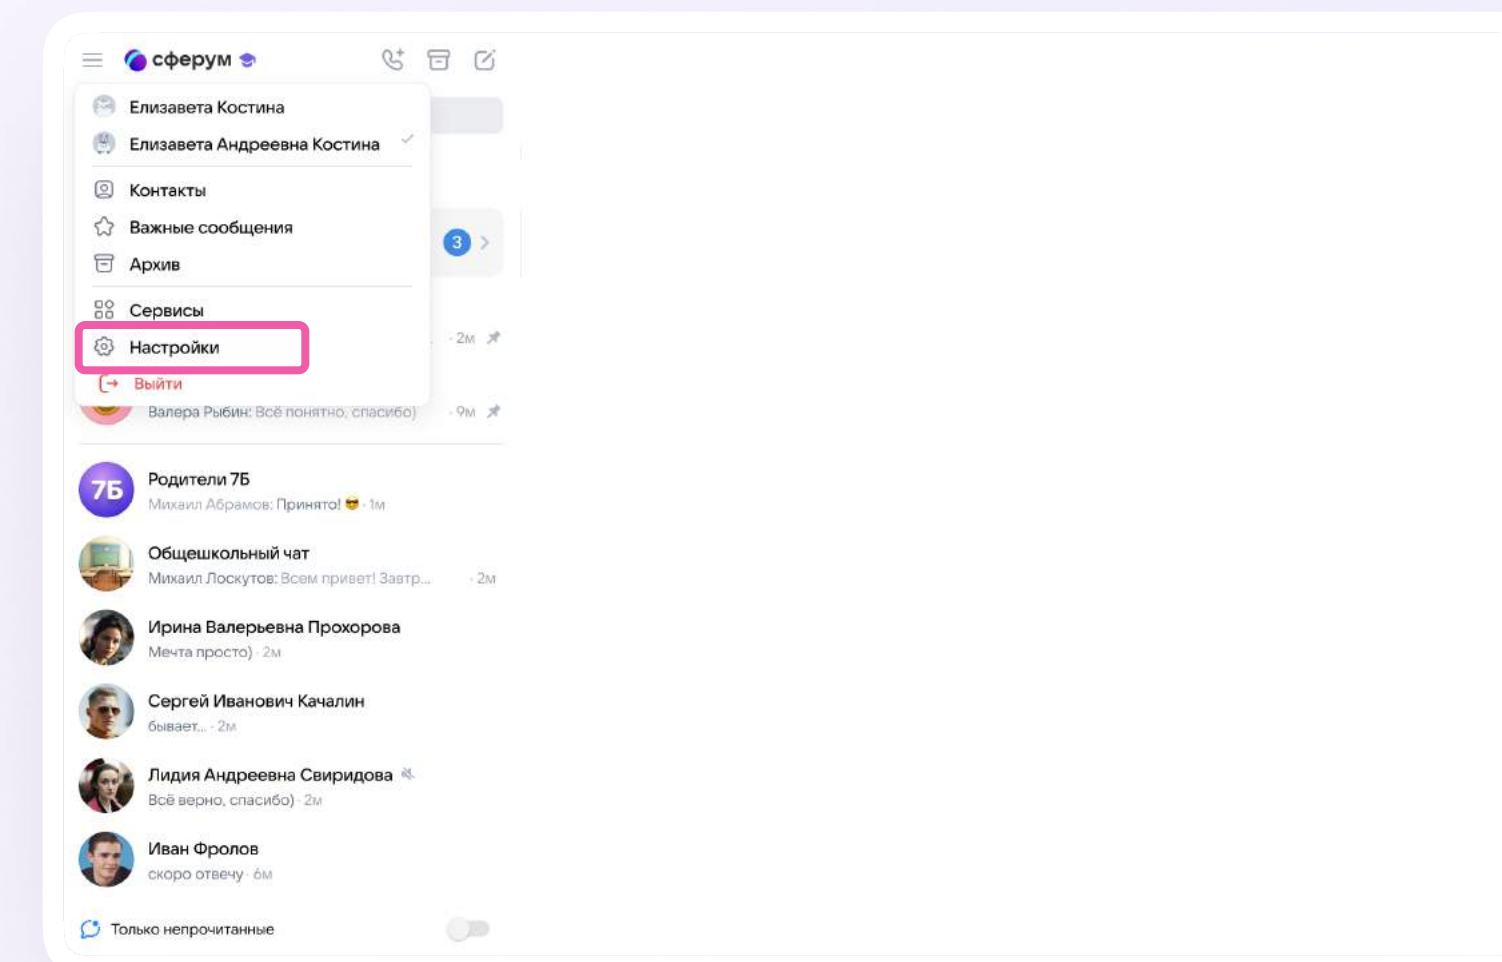 сферум
Елизавета Костина
Елизавета Андреевна Костина
Контакты
Важные сообщения
Архив
3
Сервисы
Настройки
· 2м
Выйти
Валера Рыбин: Всё понятно, спасибо) · 9м
7Б
Родители 7Б
Михаил Абрамов: Принято! 😎 · 1м
Общешкольный чат
Михаил Лоскутов: Всем привет! Завтр... · 2м
Ирина Валерьевна Прохорова
Мечта просто) · 2м
Сергей Иванович Качалин
бывает... · 2м
Лидия Андреевна Свиридова
Всё верно, спасибо) · 2м
Иван Фролов
скоро отвечу · 6м
Только непрочитанные